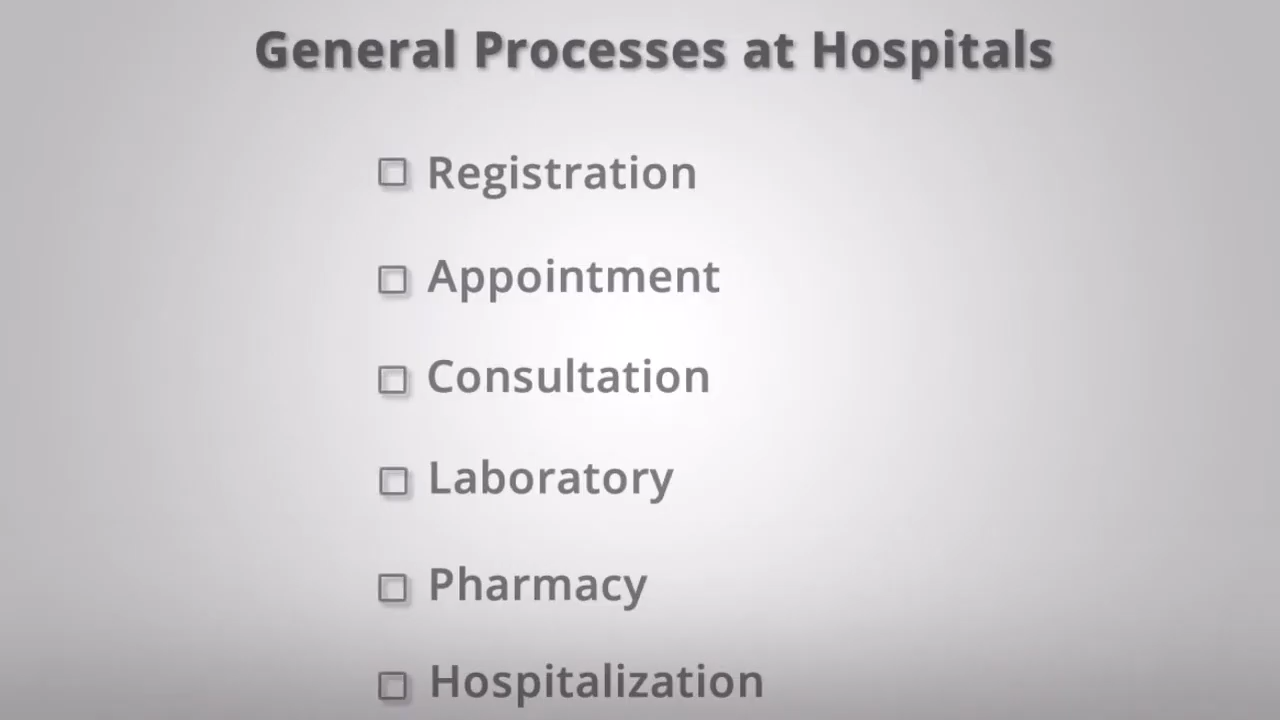 General Processes at Hospitals
Registration
Appointment
Consultation
Laboratory
Pharmacy
Hospitalization